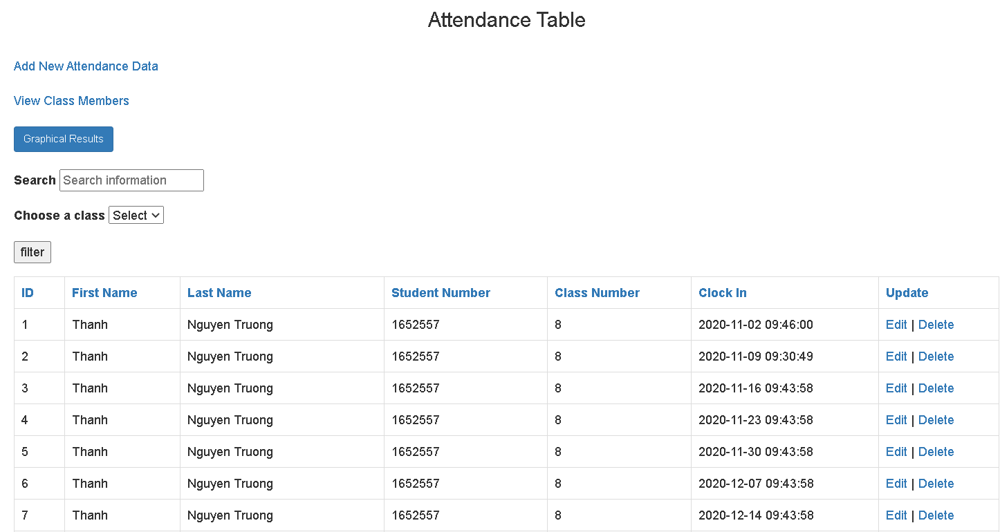 Attendance Table
Add New Attendance Data
View Class Members
Graphical Results
Search Search information
Choose a class Select
filter
ID First Name Last Name Student Number Class Number Clock In Update
1 Thanh Nguyen Truong 1652557 8 2020-11-02 09:46:00 Edit | Delete
2 Thanh Nguyen Truong 1652557 8 2020-11-09 09:30:49 Edit | Delete
3 Thanh Nguyen Truong 1652557 8 2020-11-16 09:43:58 Edit | Delete
4 Thanh Nguyen Truong 1652557 8 2020-11-23 09:43:58 Edit | Delete
5 Thanh Nguyen Truong 1652557 8 2020-11-30 09:43:58 Edit | Delete
6 Thanh Nguyen Truong 1652557 8 2020-12-07 09:43:58 Edit | Delete
7 Thanh Nguyen Truong 1652557 8 2020-12-14 09:43:58 Edit | Delete